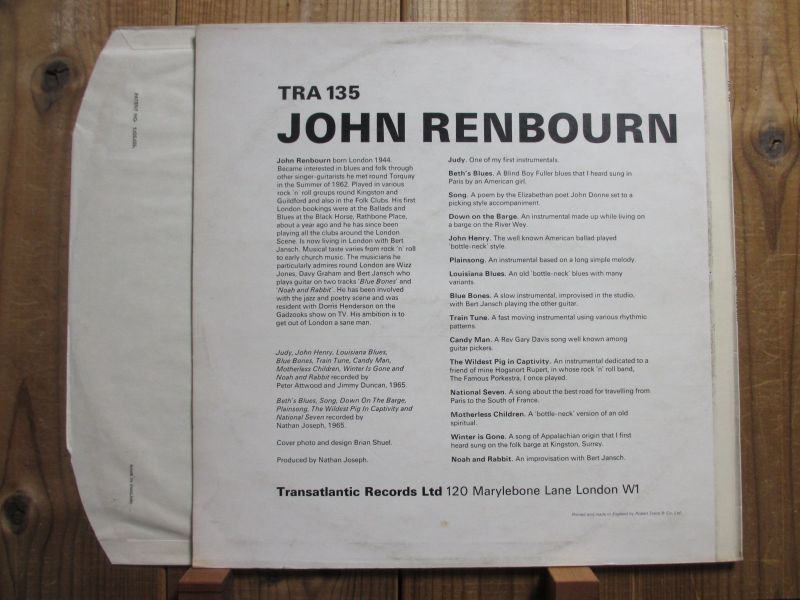 TRA 135
JOHN RENBOURN
John Renbourn born London 1944.
Became interested in blues and folk through
other singer-guitarists he met round Torquay
in the Summer of 1962. Played in various
rock 'n' roll groups round Kingston and
Guildford and also in the Folk Clubs. His first
London bookings were at the Ballads and
Blues at the Black Horse, Rathbone Place,
about a year ago and he has since been
playing all the clubs around the London
Scene. Is now living in London with Bert
Jansch. Musical taste varies from rock 'n' roll
to early church music. The musicians he
particularly admires round London are Wizz
Jones, Davy Graham and Bert Jansch who
plays guitar on two tracks 'Blue Bones' and
'Noah and Rabbit'. He has been involved
with the jazz and poetry scene and was
resident with Dorris Henderson on the
Gadzooks show on TV. His ambition is to
get out of London a sane man.
Judy, John Henry, Louisiana Blues,
Blue Bones, Train Tune, Candy Man,
Motherless Children, Winter Is Gone and
Noah and Rabbit recorded by
Peter Attwood and Jimmy Duncan, 1965.
Beth's Blues, Song, Down On The Barge,
Plainsong, The Wildest Pig In Captivity and
National Seven recorded by
Nathan Joseph, 1965.
Cover photo and design Brian Shuel.
Produced by Nathan Joseph.
Judy. One of my first instrumentals.
Beth's Blues. A Blind Boy Fuller blues that I heard sung in
Paris by an American girl.
Song. A poem by the Elizabethan poet John Donne set to a
picking style accompaniment.
Down on the Barge. An instrumental made up while living on
a barge on the River Wey.
John Henry. The well known American ballad played
'bottle-neck' style.
Plainsong. An instrumental based on a long simple melody.
Louisiana Blues. An old 'bottle-neck' blues with many
variants.
Blue Bones. A slow instrumental, improvised in the studio,
with Bert Jansch playing the other guitar.
Train Tune. A fast moving instrumental using various rhythmic
patterns.
Candy Man. A Rev Gary Davis song well known among
guitar pickers.
The Wildest Pig in Captivity. An instrumental dedicated to a
friend of mine Hogsnort Rupert, in whose rock 'n' roll band,
The Famous Porkestra, I once played.
National Seven. A song about the best road for travelling from
Paris to the South of France.
Motherless Children. A 'bottle-neck' version of an old
spiritual.
Winter is Gone. A song of Appalachian origin that I first
heard sung on the folk barge at Kingston, Surrey.
Noah and Rabbit. An improvisation with Bert Jansch.
Transatlantic Records Ltd 120 Marylebone Lane London W1
Printed and made in England by Robert Stace & Co. Ltd.
MADE IN ENGLAND